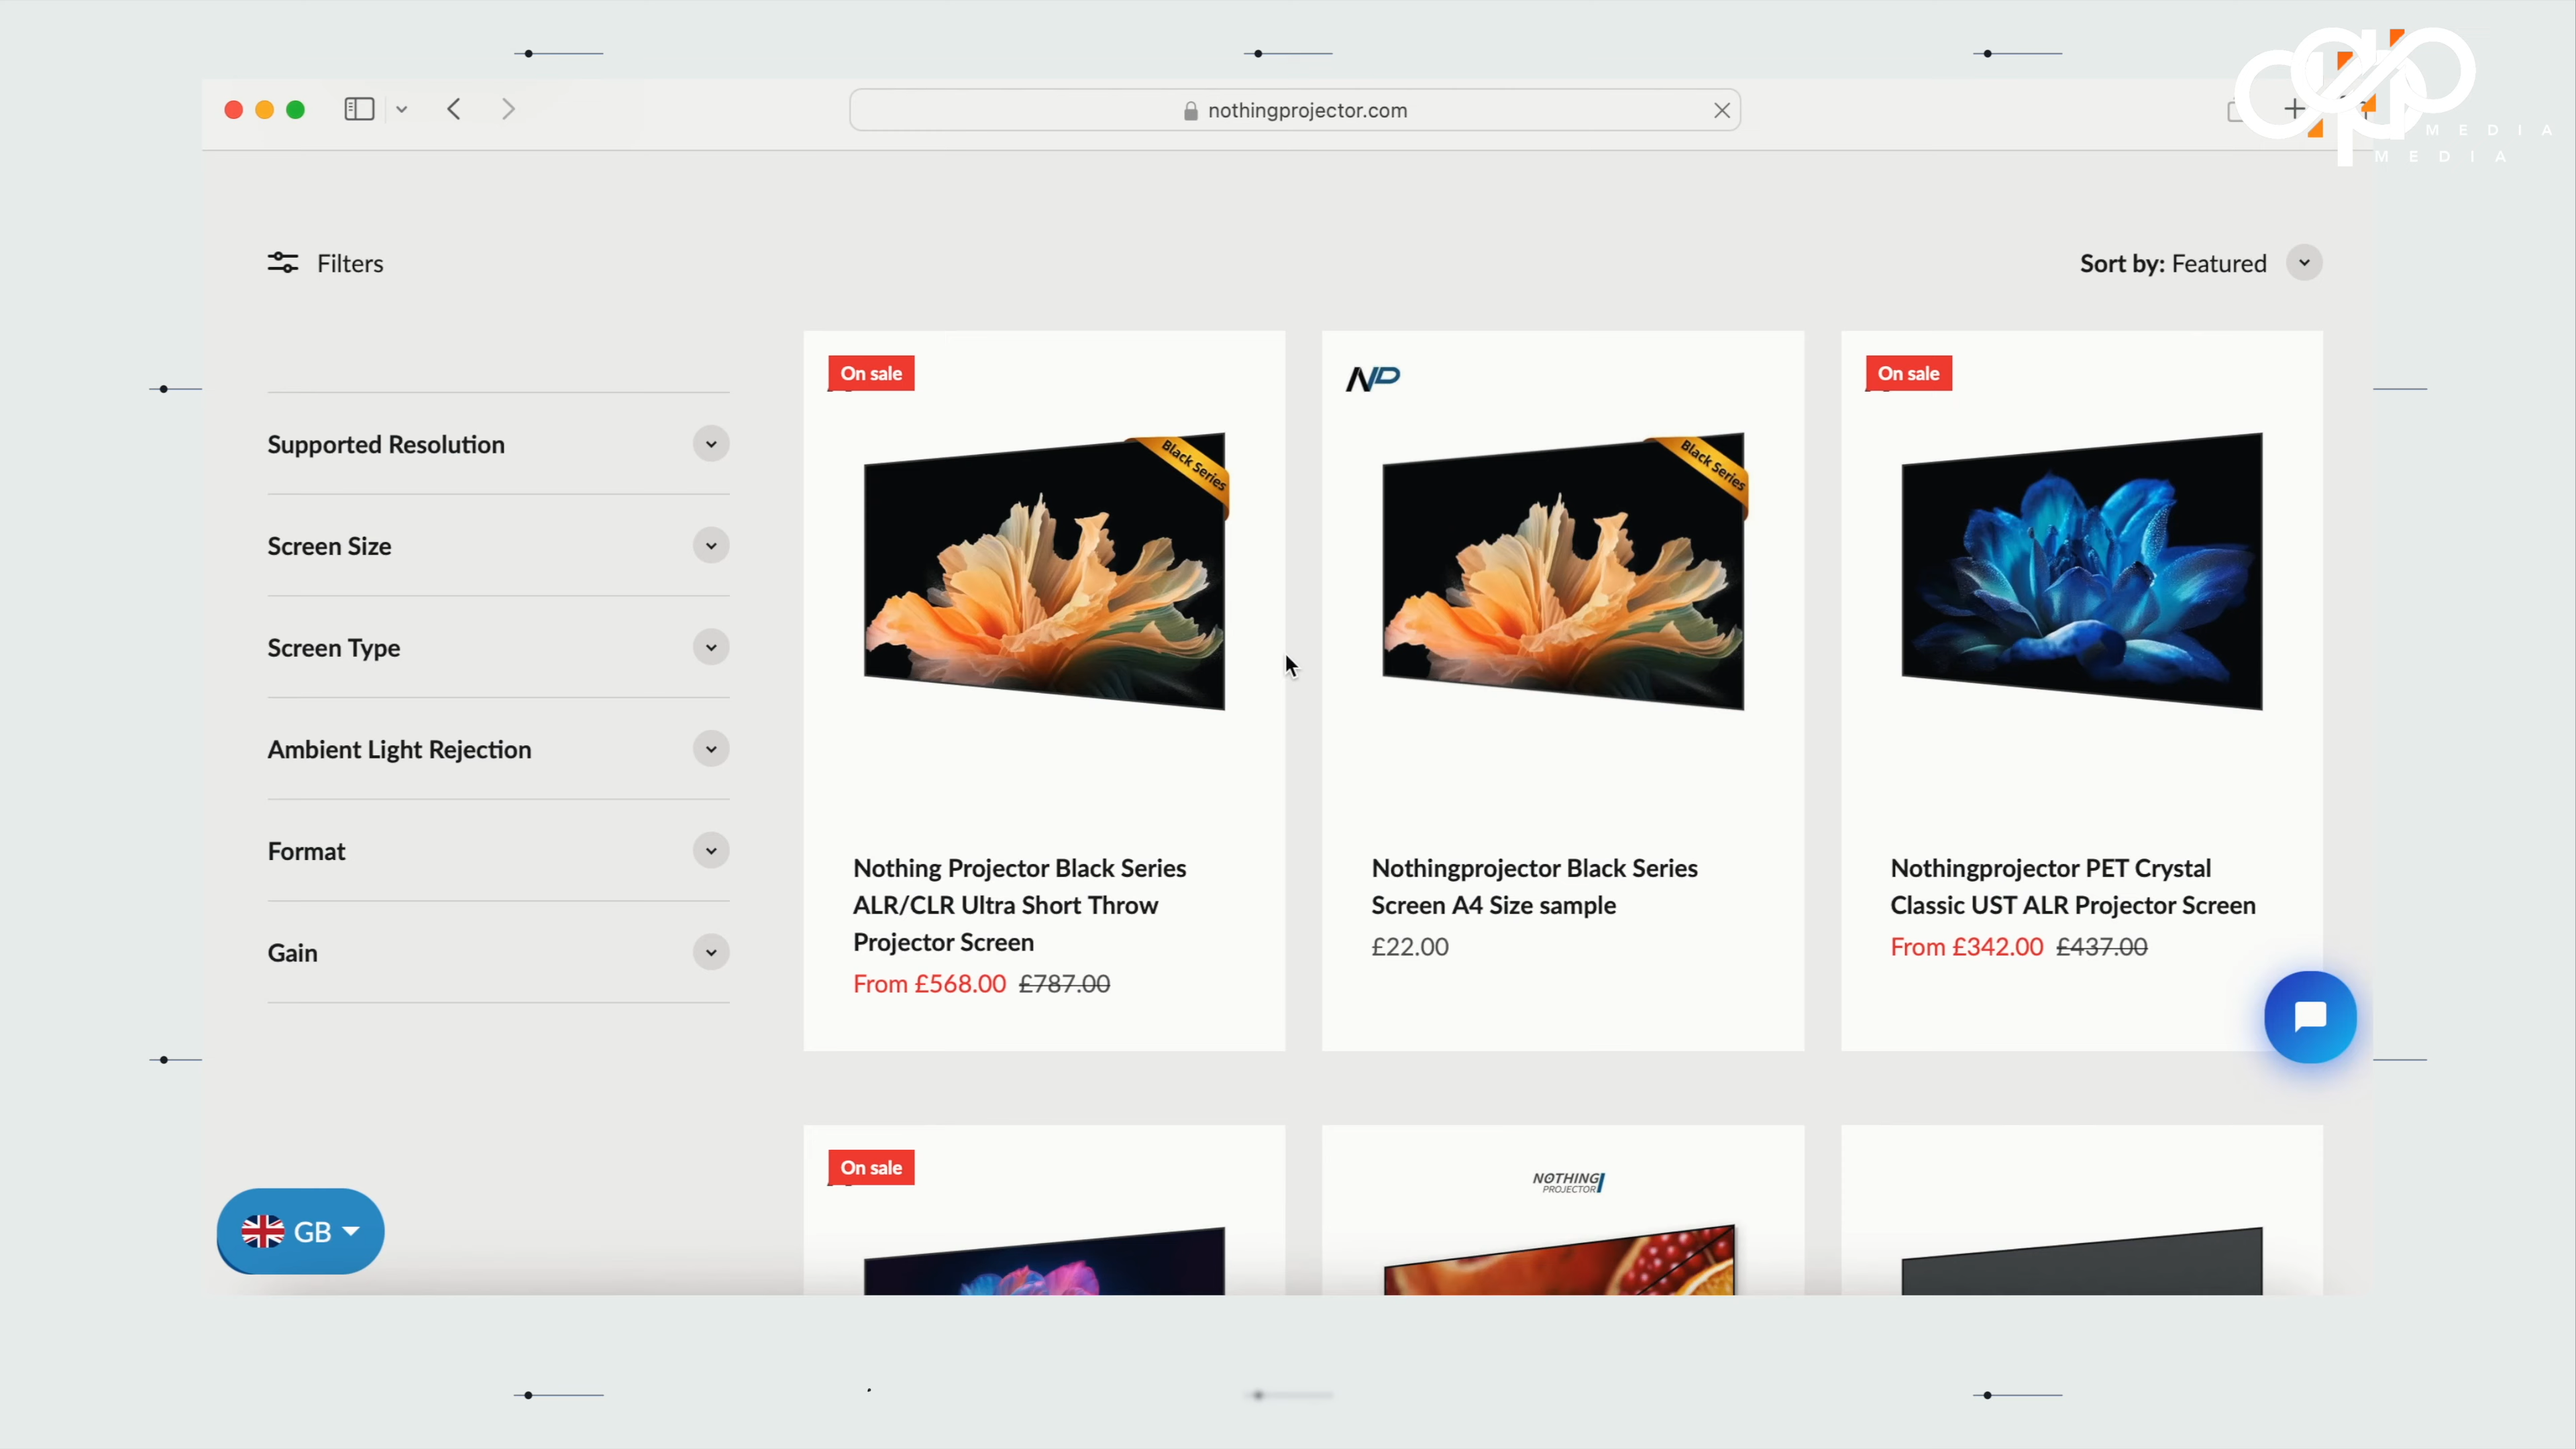 nothingprojector.com
MEDIA
MEDIA
Filters
Sort by: Featured
Supported Resolution
Screen Size
Screen Type
Ambient Light Rejection
Format
Gain
On sale
Black Series
Nothing Projector Black Series
ALR/CLR Ultra Short Throw
Projector Screen
From £568.00 £787.00
NP
Black Series
Nothingprojector Black Series
Screen A4 Size sample
£22.00
On sale
Nothingprojector PET Crystal
Classic UST ALR Projector Screen
From £342.00 £437.00
On sale
NOTHING
PROJECTOR
GB